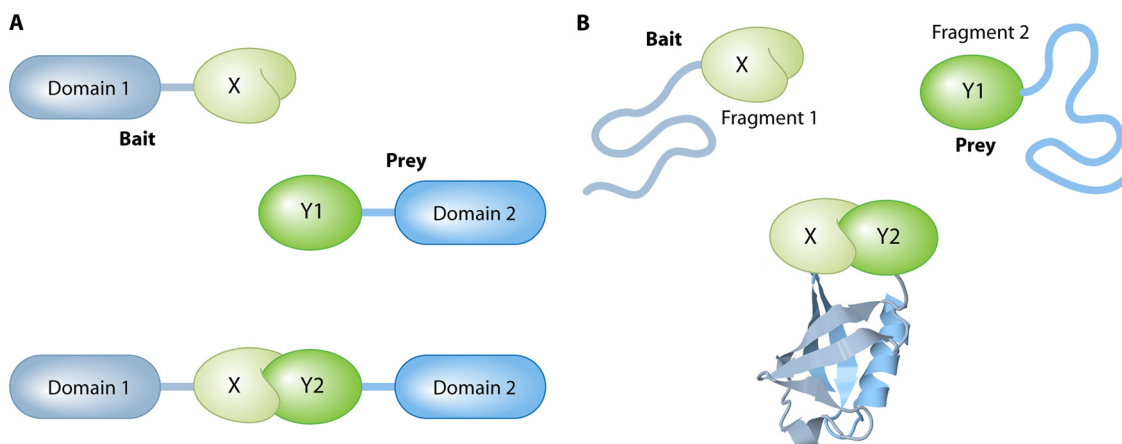 A
Domain 1
X
Bait
Prey
Y1
Domain 2
Domain 1
X
Y2
Domain 2
B
Bait
X
Fragment 1
Fragment 2
Y1
Prey
X
Y2